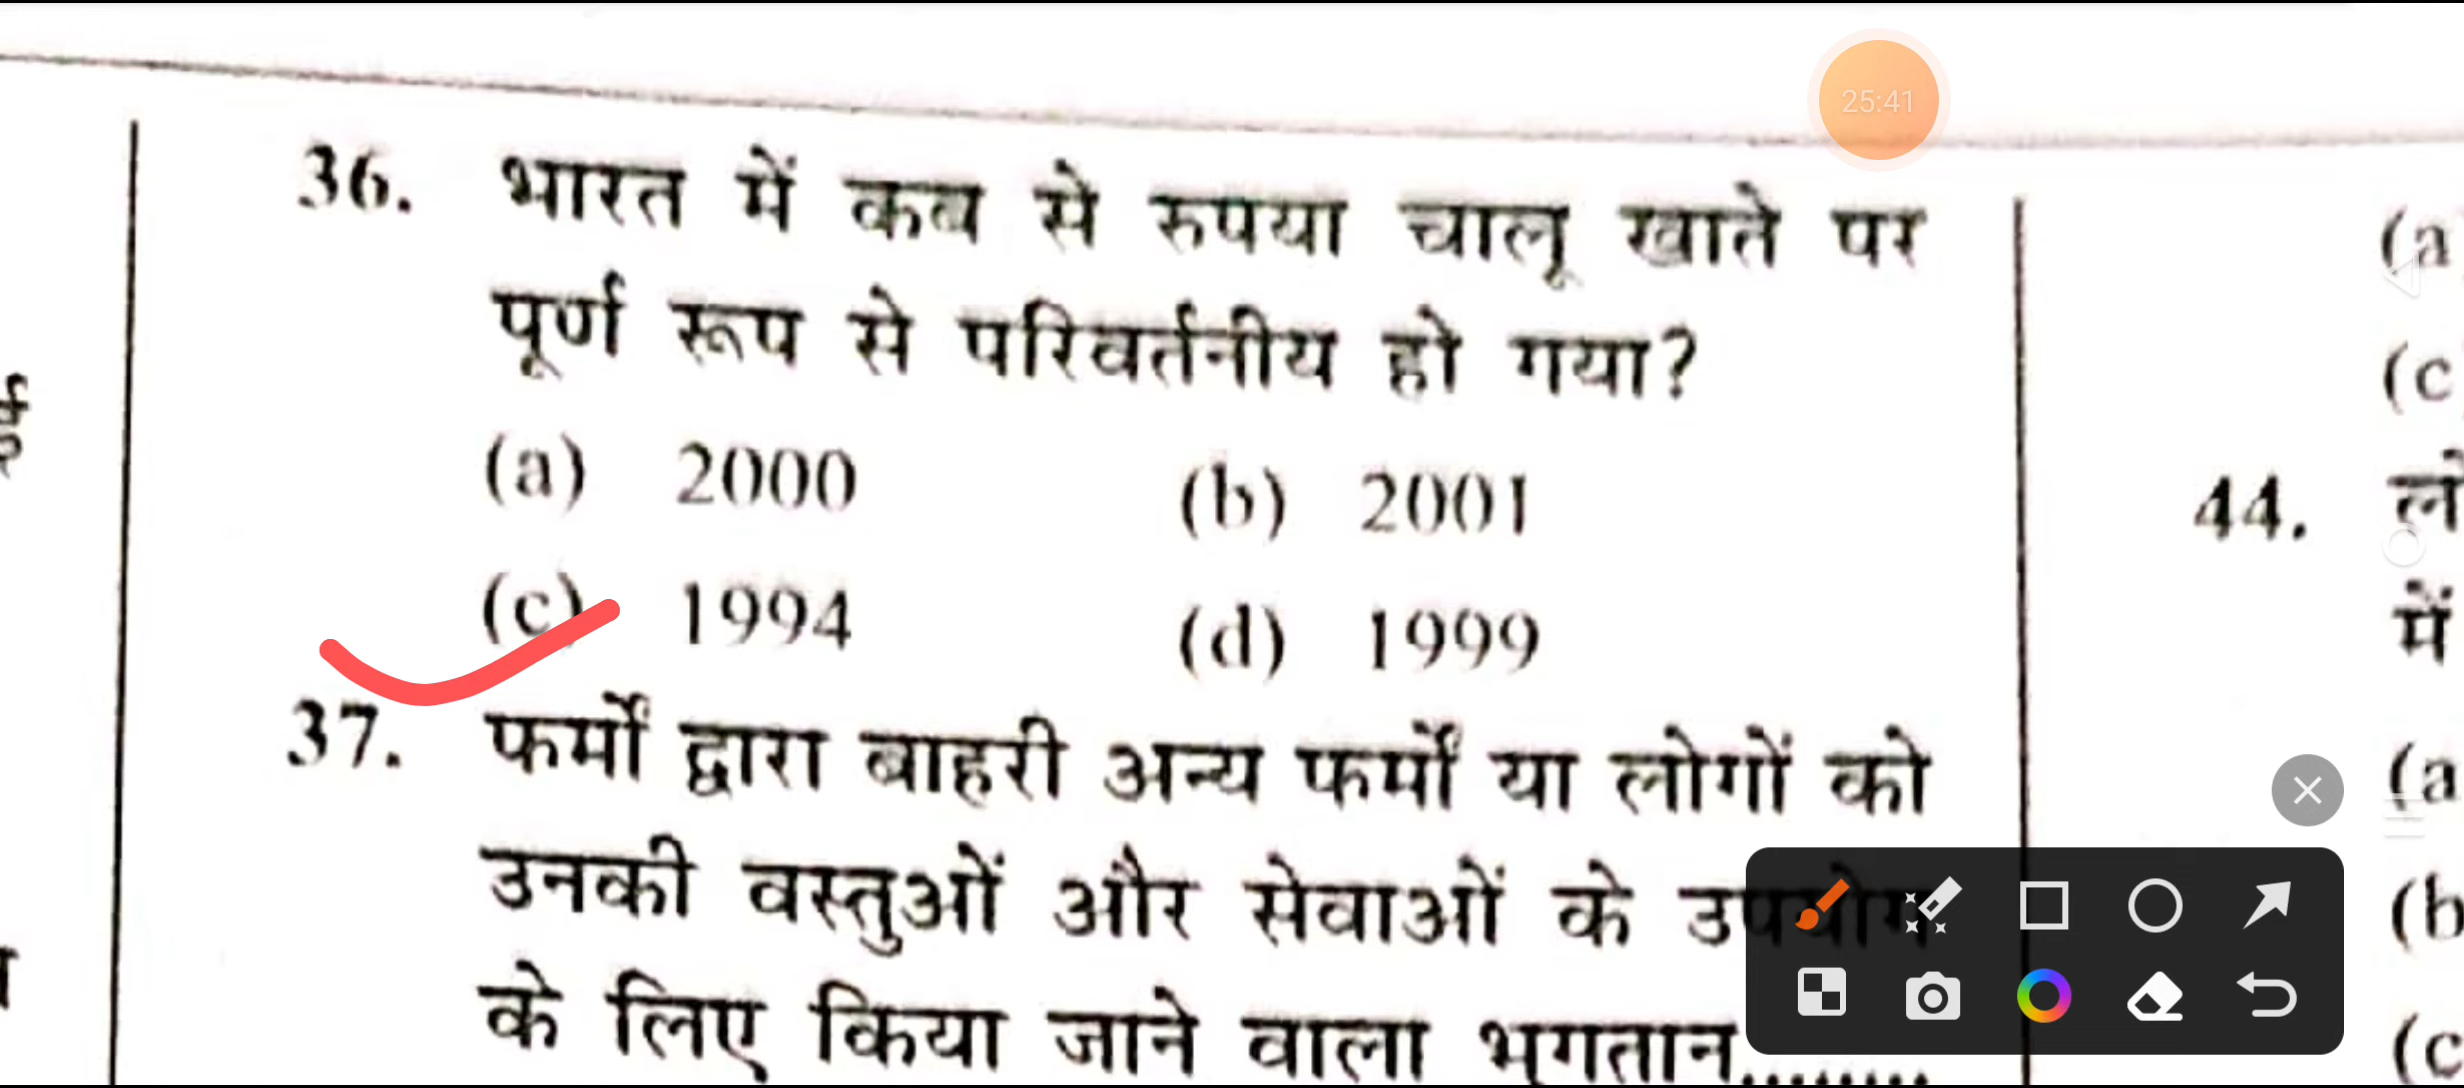 25:41
36. भारत में कब से रुपया चालू खाते पर
पूर्ण रूप से परिवर्तनीय हो गया?
(a) 2000 (b) 2001
(c) 1994 (d) 1999
37. फर्मों द्वारा बाहरी अन्य फर्मों या लोगों को
उनकी वस्तुओं और सेवाओं के उपयोग
के लिए किया जाने वाला भुगतान........
(a
(c
44.
में
(a
(b
(c